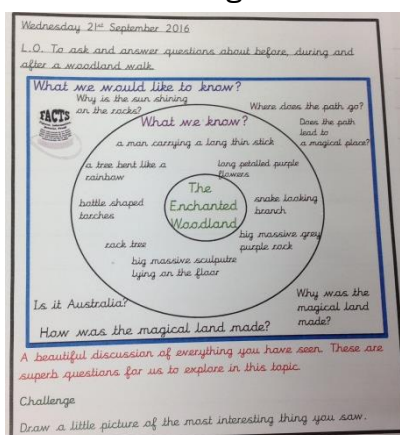 Wednesday 21st September 2016
L.O. To ask and answer questions about before, during and
after a woodland walk.
What we would like to know?
Why is the sun shining
on the rocks?
Where does the path go?
FACTS
What we know?
Does the path
lead to
a magical place?
a man carrying a long thin stick
a tree bent like a
rainbow
long petalled purple
flowers
The
Enchanted
Woodland
bottle shaped
torches
snake looking
branch
big massive grey
purple rock
rock tree
big massive sculputre
lying on the floor
Is it Australia?
Why was the
magical land
made?
How was the magical land made?
A beautiful discussion of everything you have seen. These are
superb questions for us to explore in this topic.
Challenge
Draw a little picture of the most interesting thing you saw.